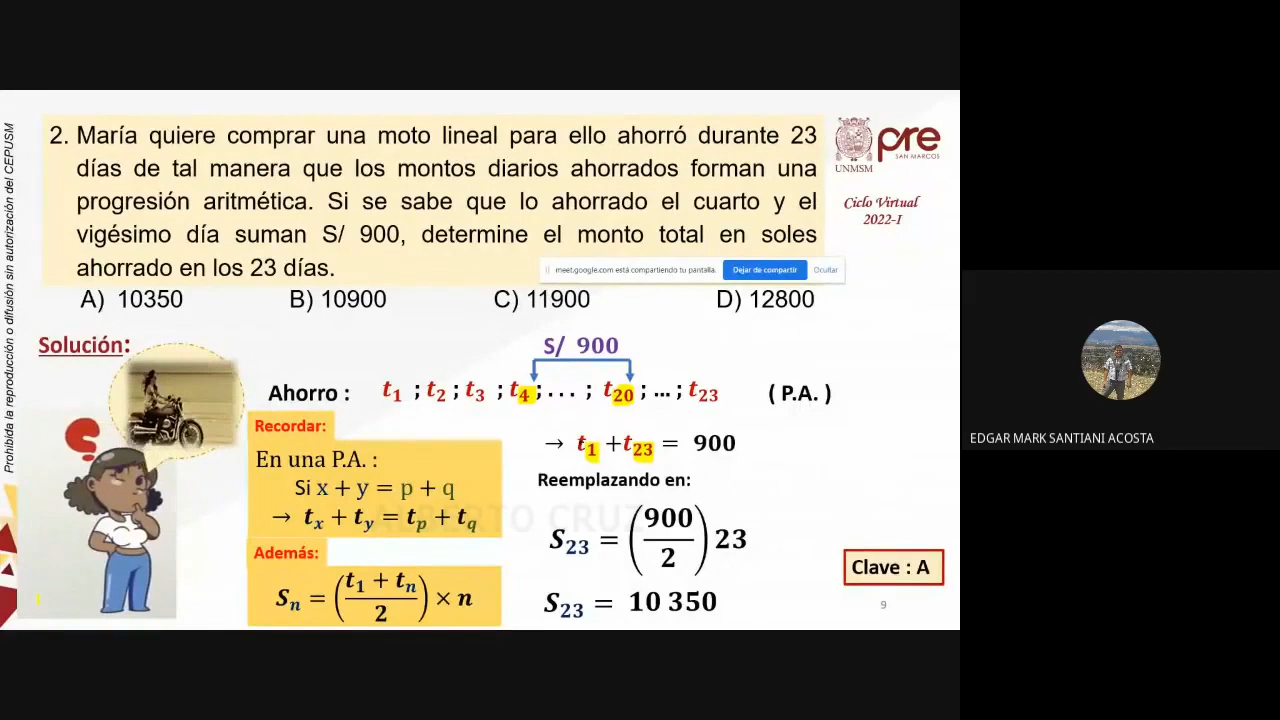 Prohibida la reproducción o difusión sin autorización del CEPUSM
2. María quiere comprar una moto lineal para ello ahorró durante 23
días de tal manera que los montos diarios ahorrados forman una
progresión aritmética. Si se sabe que lo ahorrado el cuarto y el
vigésimo día suman S/ 900, determine el monto total en soles
ahorrado en los 23 días.
UNMSM
pre
SAN MARCOS
Ciclo Virtual
2022-I
meet.google.com está compartiendo tu pantalla.
Dejar de compartir
Ocultar
A) 10350 B) 10900 C) 11900 D) 12800
Solución:
S/ 900
Ahorro : t₁ ; t₂ ; t₃ ; t₄ ; . . . ; t₂₀ ; ... ; t₂₃ ( P.A. )
Recordar:
En una P.A. :
Si x + y = p + q
→ tₓ + t_y = t_p + t_q
Además:
Sₙ = ((t₁ + tₙ)/2) × n
→ t₁ + t₂₃ = 900
Reemplazando en:
S₂₃ = (900/2) 23
S₂₃ = 10 350
ALBERTO CRUZ
Clave : A
9
EDGAR MARK SANTIANI ACOSTA